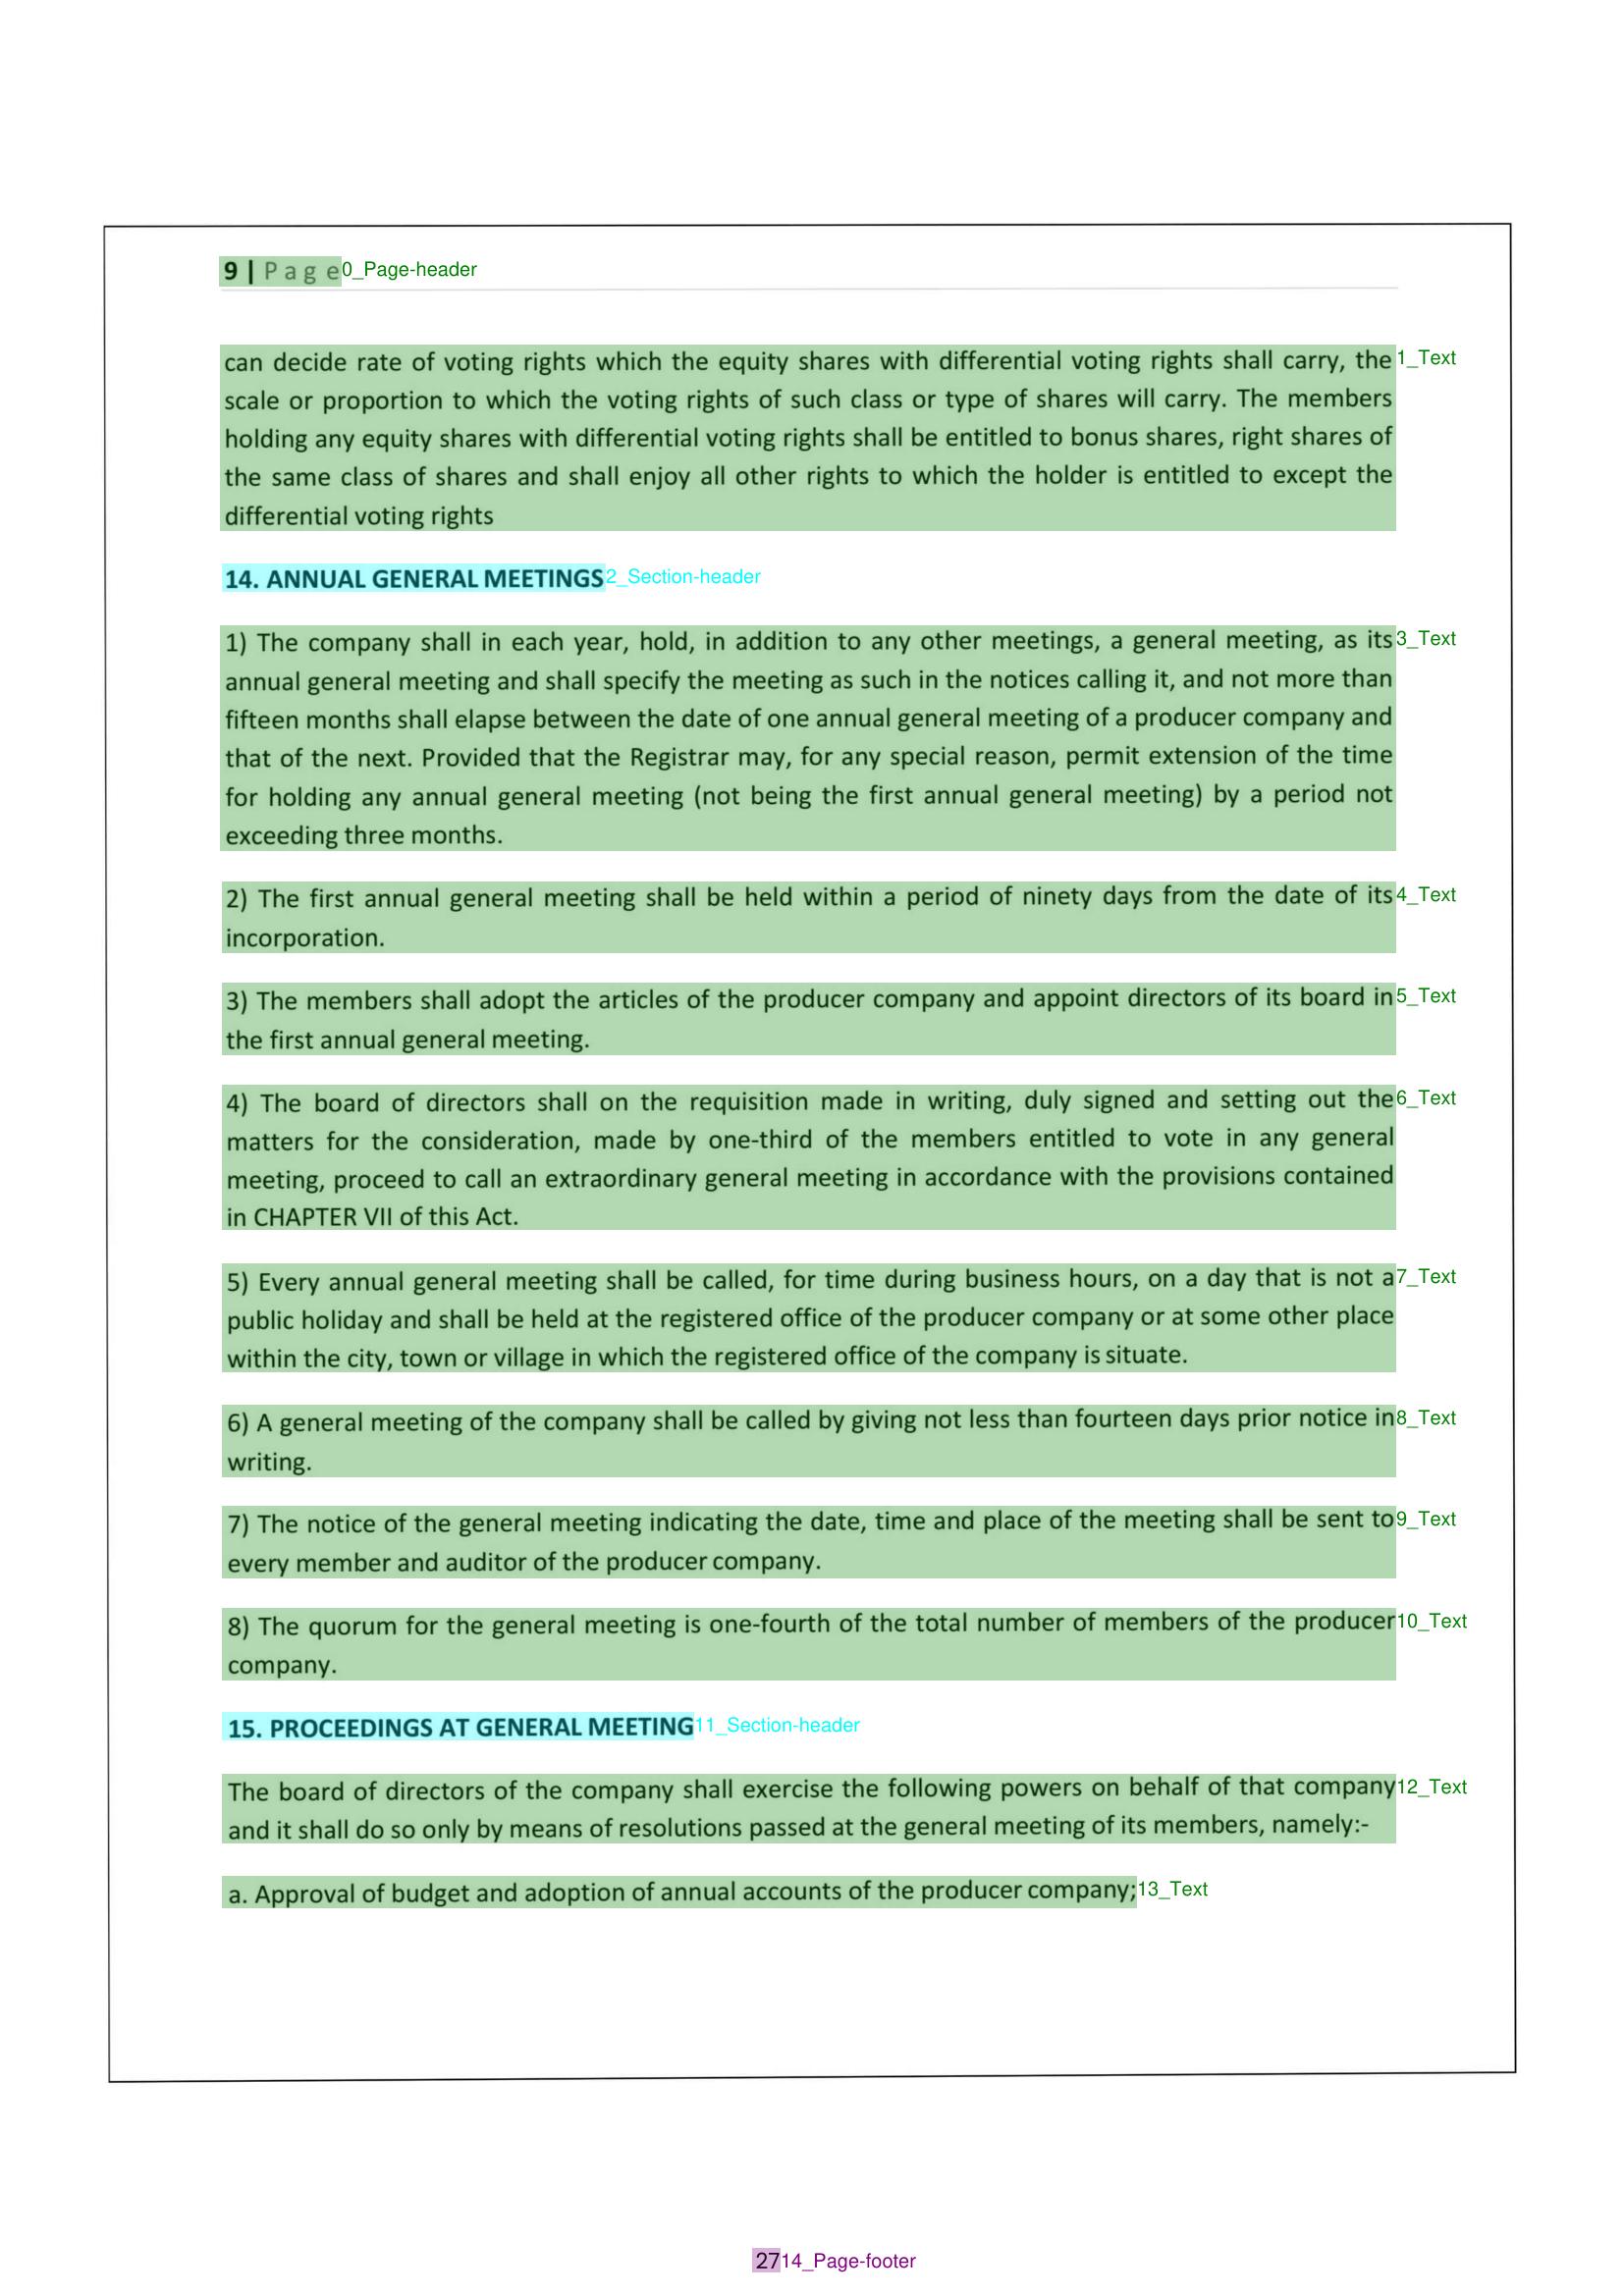 9 | P a g e 0_Page-header
can decide rate of voting rights which the equity shares with differential voting rights shall carry, the 1_Text
scale or proportion to which the voting rights of such class or type of shares will carry. The members
holding any equity shares with differential voting rights shall be entitled to bonus shares, right shares of
the same class of shares and shall enjoy all other rights to which the holder is entitled to except the
differential voting rights
14. ANNUAL GENERAL MEETINGS 2_Section-header
1) The company shall in each year, hold, in addition to any other meetings, a general meeting, as its 3_Text
annual general meeting and shall specify the meeting as such in the notices calling it, and not more than
fifteen months shall elapse between the date of one annual general meeting of a producer company and
that of the next. Provided that the Registrar may, for any special reason, permit extension of the time
for holding any annual general meeting (not being the first annual general meeting) by a period not
exceeding three months.
2) The first annual general meeting shall be held within a period of ninety days from the date of its 4_Text
incorporation.
3) The members shall adopt the articles of the producer company and appoint directors of its board in 5_Text
the first annual general meeting.
4) The board of directors shall on the requisition made in writing, duly signed and setting out the 6_Text
matters for the consideration, made by one-third of the members entitled to vote in any general
meeting, proceed to call an extraordinary general meeting in accordance with the provisions contained
in CHAPTER VII of this Act.
5) Every annual general meeting shall be called, for time during business hours, on a day that is not a 7_Text
public holiday and shall be held at the registered office of the producer company or at some other place
within the city, town or village in which the registered office of the company is situate.
6) A general meeting of the company shall be called by giving not less than fourteen days prior notice in 8_Text
writing.
7) The notice of the general meeting indicating the date, time and place of the meeting shall be sent to 9_Text
every member and auditor of the producer company.
8) The quorum for the general meeting is one-fourth of the total number of members of the producer 10_Text
company.
15. PROCEEDINGS AT GENERAL MEETING 11_Section-header
The board of directors of the company shall exercise the following powers on behalf of that company 12_Text
and it shall do so only by means of resolutions passed at the general meeting of its members, namely:-
a. Approval of budget and adoption of annual accounts of the producer company; 13_Text
27 14_Page-footer